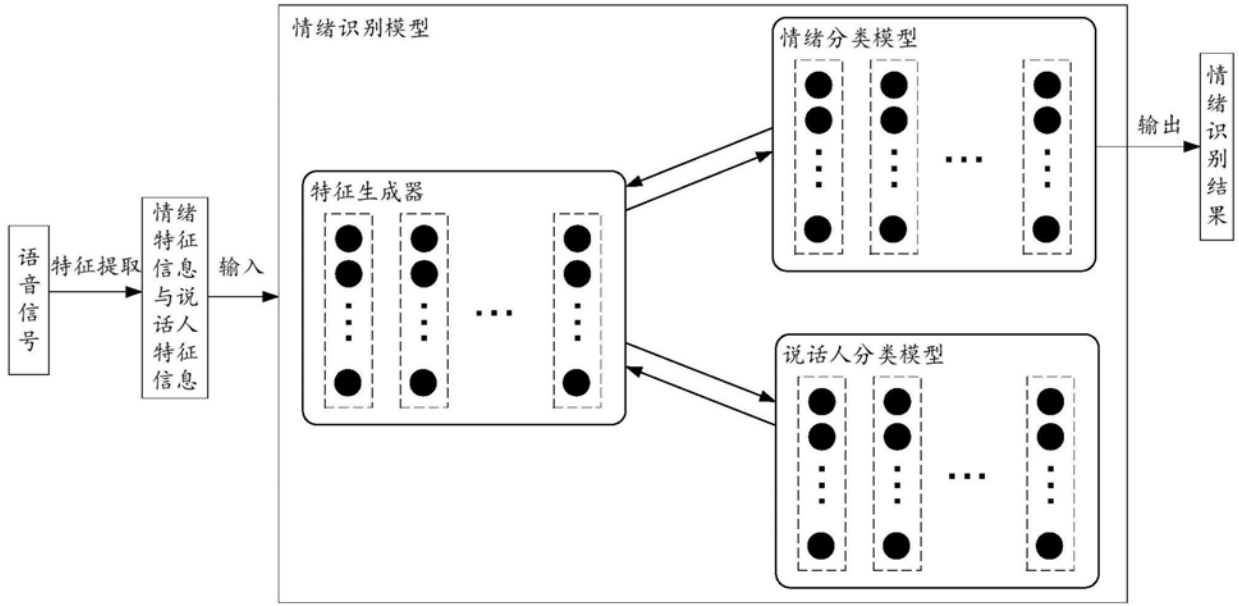 语
音
信
号
特征提取
情绪
特征
信息
与说
话人
特征
信息
输入
情绪识别模型
特征生成器
情绪分类模型
说话人分类模型
输出
情
绪
识
别
结
果